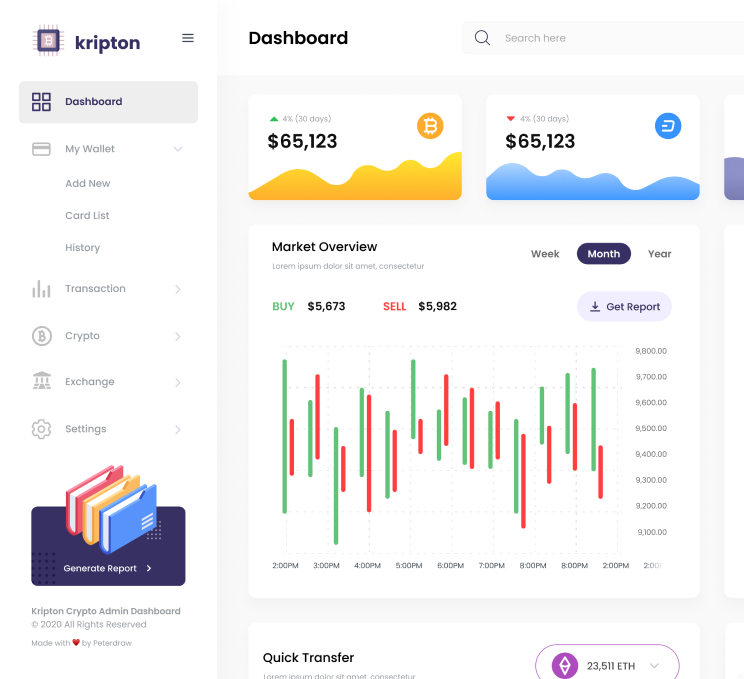 kripton
Dashboard
My Wallet
Add New
Card List
History
Transaction
Crypto
Exchange
Settings
Generate Report
Kripton Crypto Admin Dashboard
© 2020 All Rights Reserved
Made with ❤ by Peterdraw
Dashboard
Search here
4% (30 days)
$65,123
4% (30 days)
$65,123
Market Overview
Lorem ipsum dolor sit amet, consectetur
Week Month Year
BUY $5,673 SELL $5,982
Get Report
9,800.00
9,700.00
9,600.00
9,500.00
9,400.00
9,300.00
9,200.00
9,100.00
2:00PM 3:00PM 4:00PM 5:00PM 6:00PM 7:00PM 8:00PM 8:00PM 2:00PM
Quick Transfer
Lorem ipsum dolor sit amet, consectetur
23,511 ETH